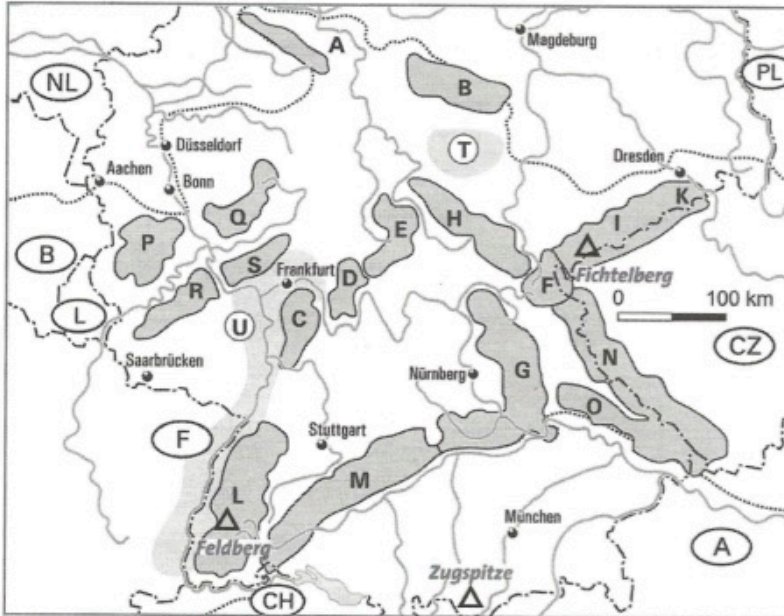 A
Magdeburg
NL
B
PL
Düsseldorf
T
Dresden
Aachen
Bonn
Q
K
I
H
E
P
B
S
Frankfurt
D
F
Fichtelberg
R
L
U
C
0 100 km
N
CZ
Saarbrücken
Nürnberg
G
O
F
Stuttgart
M
L
München
Feldberg
A
Zugspitze
CH